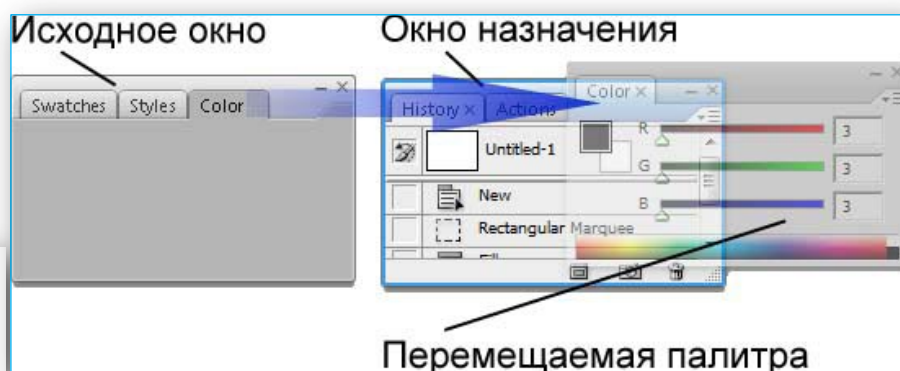 Исходное окно
Окно назначения
Swatches Styles Color
History Actions
Color
Untitled-1
R 3
G 3
B 3
New
Rectangular Marquee
Перемещаемая палитра